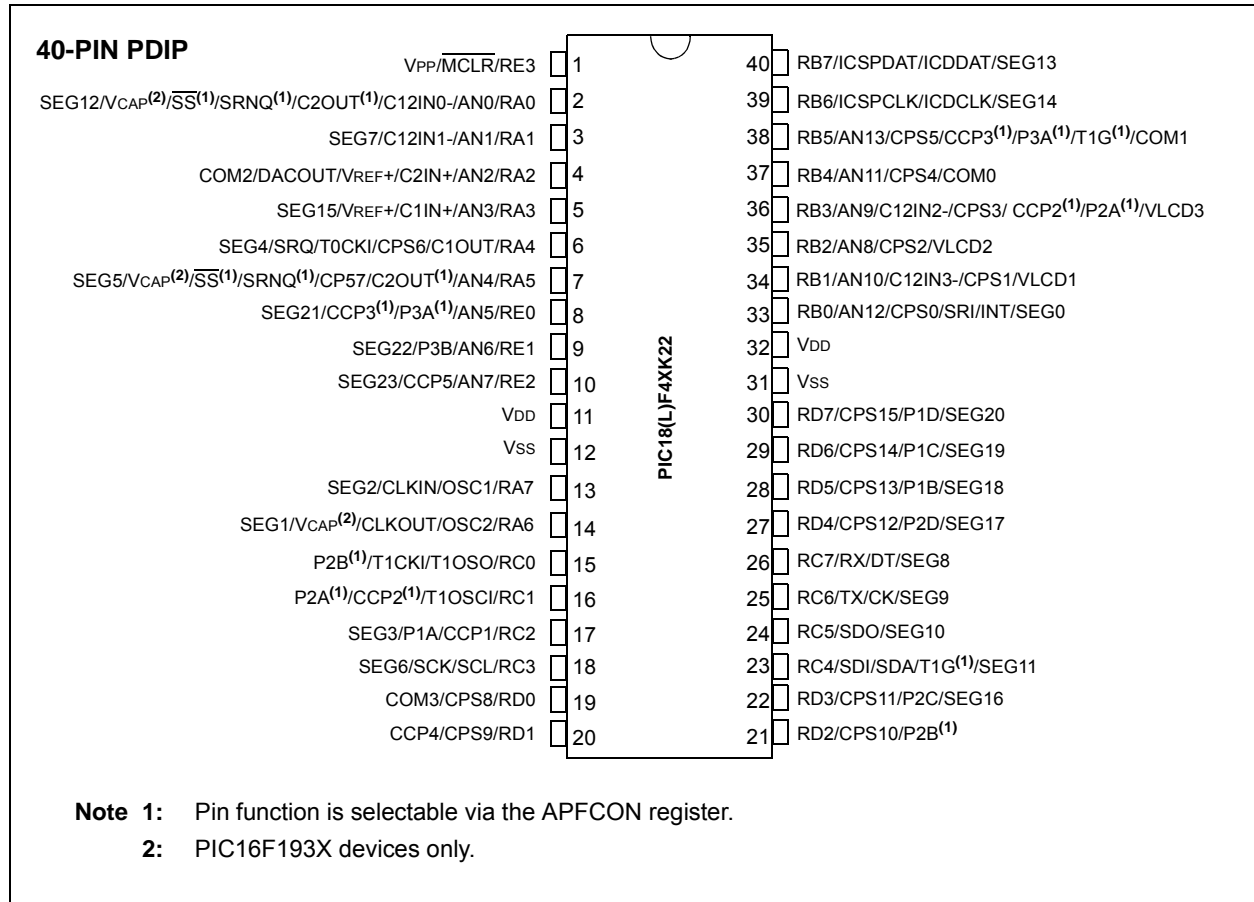 40-PIN PDIP
VPP/MCLR/RE3 1
SEG12/VCAP(2)/SS(1)/SRNQ(1)/C2OUT(1)/C12IN0-/AN0/RA0 2
SEG7/C12IN1-/AN1/RA1 3
COM2/DACOUT/VREF+/C2IN+/AN2/RA2 4
SEG15/VREF+/C1IN+/AN3/RA3 5
SEG4/SRQ/T0CKI/CPS6/C1OUT/RA4 6
SEG5/VCAP(2)/SS(1)/SRNQ(1)/CP57/C2OUT(1)/AN4/RA5 7
SEG21/CCP3(1)/P3A(1)/AN5/RE0 8
SEG22/P3B/AN6/RE1 9
SEG23/CCP5/AN7/RE2 10
VDD 11
VSS 12
SEG2/CLKIN/OSC1/RA7 13
SEG1/VCAP(2)/CLKOUT/OSC2/RA6 14
P2B(1)/T1CKI/T1OSO/RC0 15
P2A(1)/CCP2(1)/T1OSCI/RC1 16
SEG3/P1A/CCP1/RC2 17
SEG6/SCK/SCL/RC3 18
COM3/CPS8/RD0 19
CCP4/CPS9/RD1 20
PIC18(L)F4XK22
40 RB7/ICSPDAT/ICDDAT/SEG13
39 RB6/ICSPCLK/ICDCLK/SEG14
38 RB5/AN13/CPS5/CCP3(1)/P3A(1)/T1G(1)/COM1
37 RB4/AN11/CPS4/COM0
36 RB3/AN9/C12IN2-/CPS3/ CCP2(1)/P2A(1)/VLCD3
35 RB2/AN8/CPS2/VLCD2
34 RB1/AN10/C12IN3-/CPS1/VLCD1
33 RB0/AN12/CPS0/SRI/INT/SEG0
32 VDD
31 VSS
30 RD7/CPS15/P1D/SEG20
29 RD6/CPS14/P1C/SEG19
28 RD5/CPS13/P1B/SEG18
27 RD4/CPS12/P2D/SEG17
26 RC7/RX/DT/SEG8
25 RC6/TX/CK/SEG9
24 RC5/SDO/SEG10
23 RC4/SDI/SDA/T1G(1)/SEG11
22 RD3/CPS11/P2C/SEG16
21 RD2/CPS10/P2B(1)
Note 1: Pin function is selectable via the APFCON register.
2: PIC16F193X devices only.